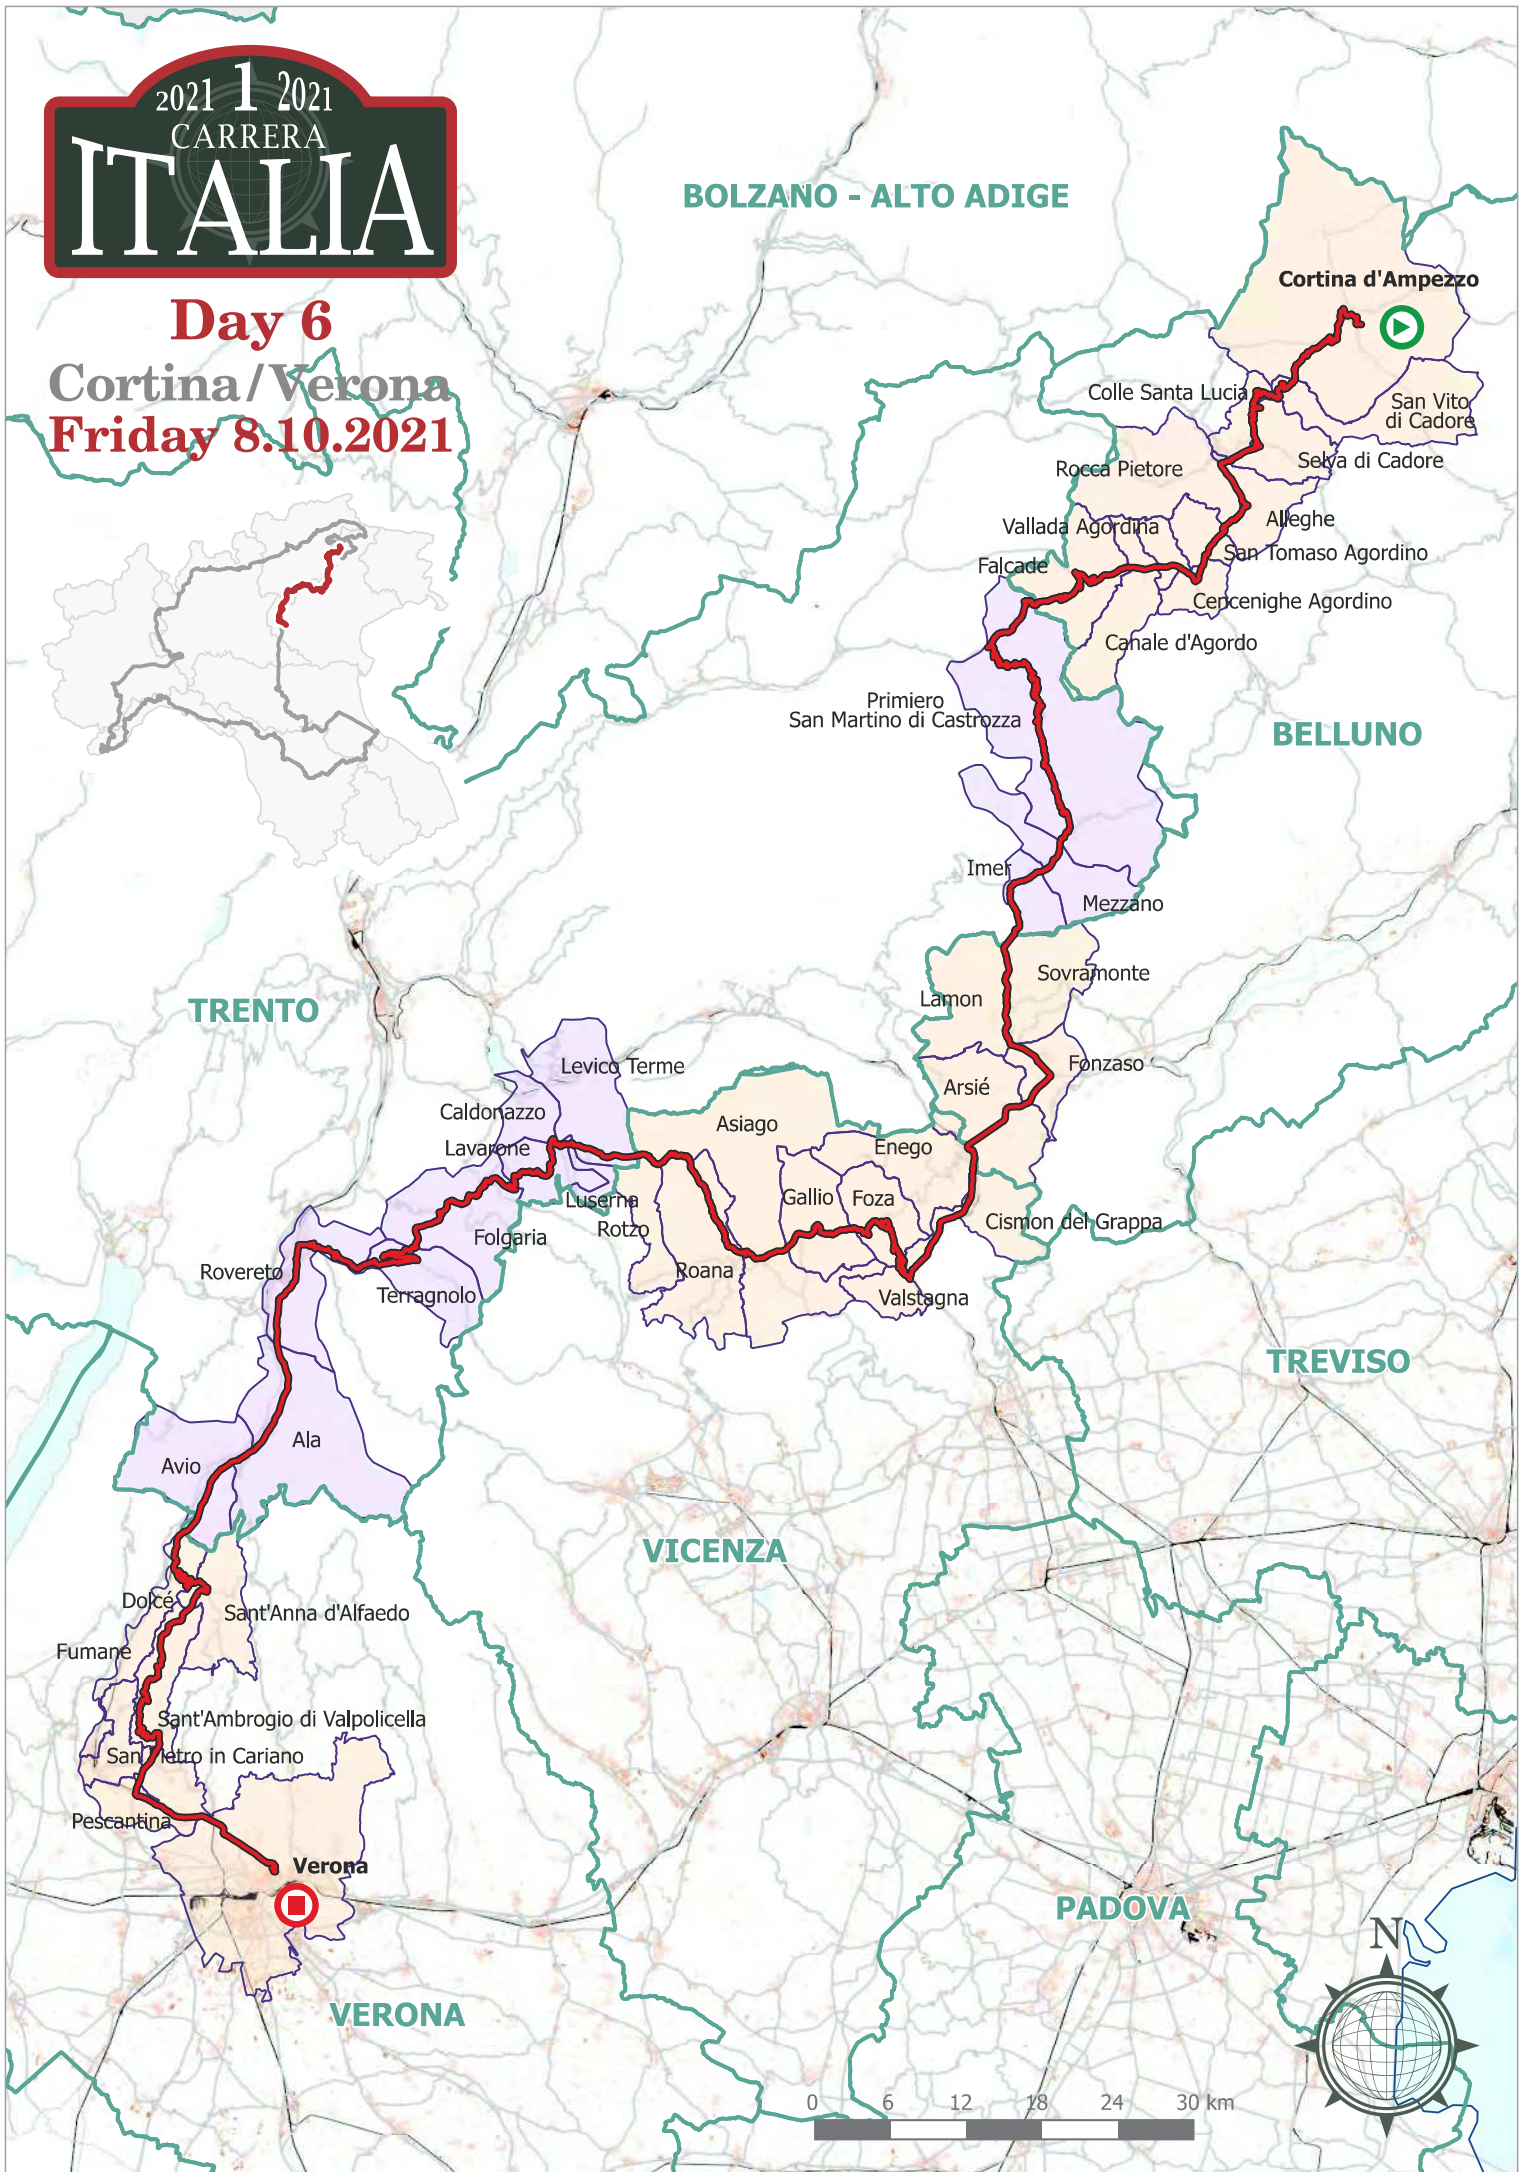 2021 1 2021
CARRERA
ITALIA
Day 6
Cortina/Verona
Friday 8.10.2021
BOLZANO - ALTO ADIGE
Cortina d'Ampezzo
Colle Santa Lucia
San Vito
di Cadore
Rocca Pietore
Selva di Cadore
Vallada Agordina
Alleghe
San Tomaso Agordino
Falcade
Cencenighe Agordino
Canale d'Agordo
Primiero
San Martino di Castrozza
BELLUNO
Imer
Mezzano
Sovramonte
Lamon
TRENTO
Levico Terme
Fonzaso
Arsié
Caldonazzo
Asiago
Lavarone
Enego
Luserna
Gallio
Foza
Rotzo
Cismon del Grappa
Folgaria
Rovereto
Roana
Terragnolo
Valstagna
TREVISO
Ala
Avio
VICENZA
Dolcé
Sant'Anna d'Alfaedo
Fumane
Sant'Ambrogio di Valpolicella
San Pietro in Cariano
Pescantina
Verona
PADOVA
N
VERONA
0 6 12 18 24 30 km